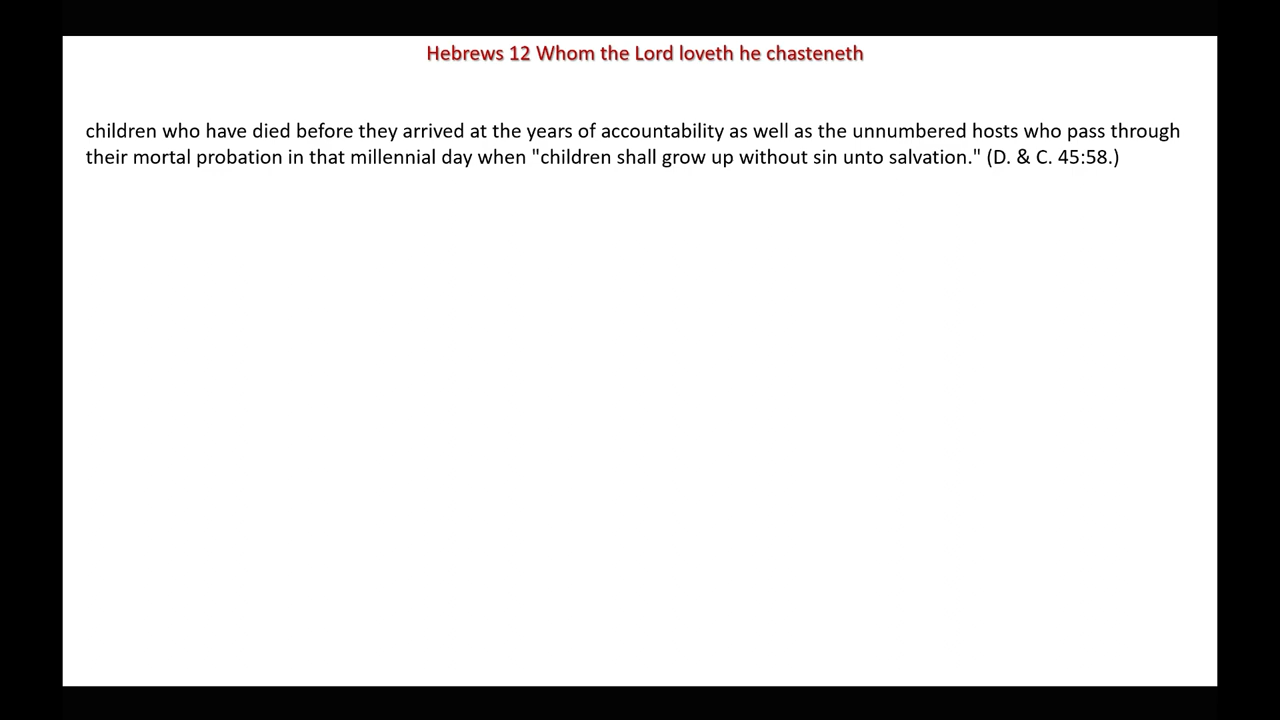 Hebrews 12 Whom the Lord loveth he chasteneth
children who have died before they arrived at the years of accountability as well as the unnumbered hosts who pass through
their mortal probation in that millennial day when "children shall grow up without sin unto salvation." (D. & C. 45:58.)